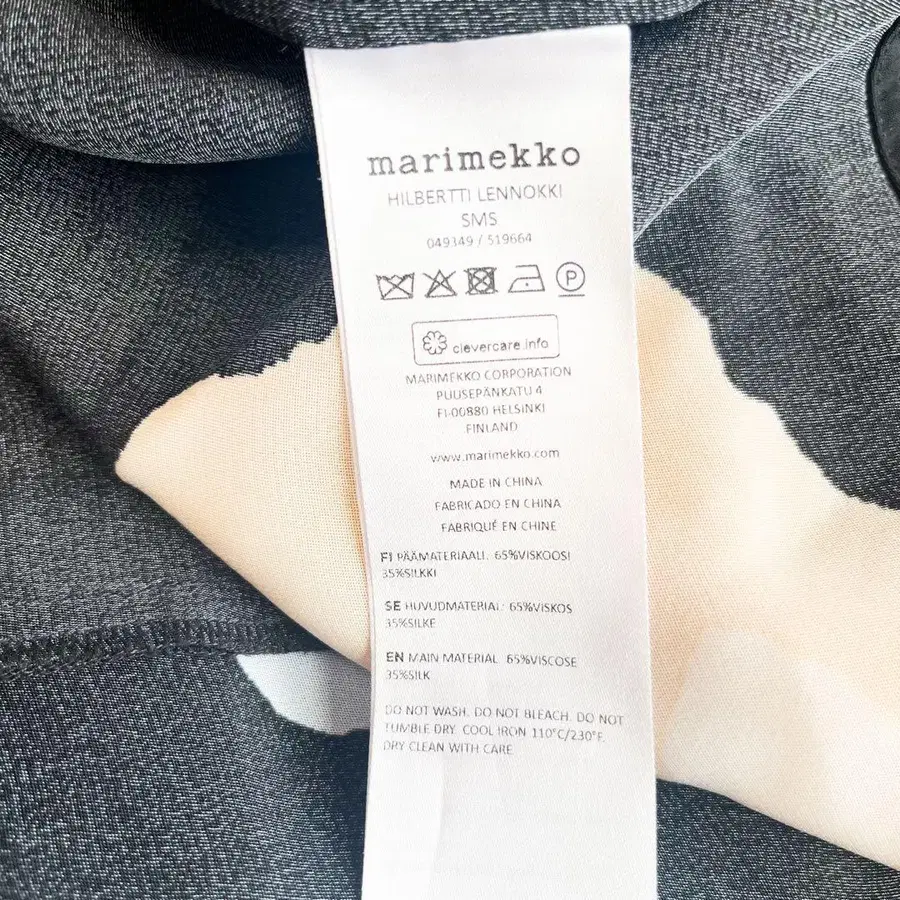 marimekko
HILBERTTI LENNOKKI
SMS
049349 / 519664
P
clevercare.info
MARIMEKKO CORPORATION
PUUSEPÄNKATU 4
FI-00880 HELSINKI
FINLAND
www.marimekko.com
MADE IN CHINA
FABRICADO EN CHINA
FABRIQUÉ EN CHINE
FI PÄÄMATERIAALI: 65%VISKOOSI
35%SILKKI
SE HUVUDMATERIAL: 65%VISKOS
35%SILKE
EN MAIN MATERIAL: 65%VISCOSE
35%SILK
DO NOT WASH. DO NOT BLEACH. DO NOT
TUMBLE DRY. COOL IRON 110°C/230°F.
DRY CLEAN WITH CARE